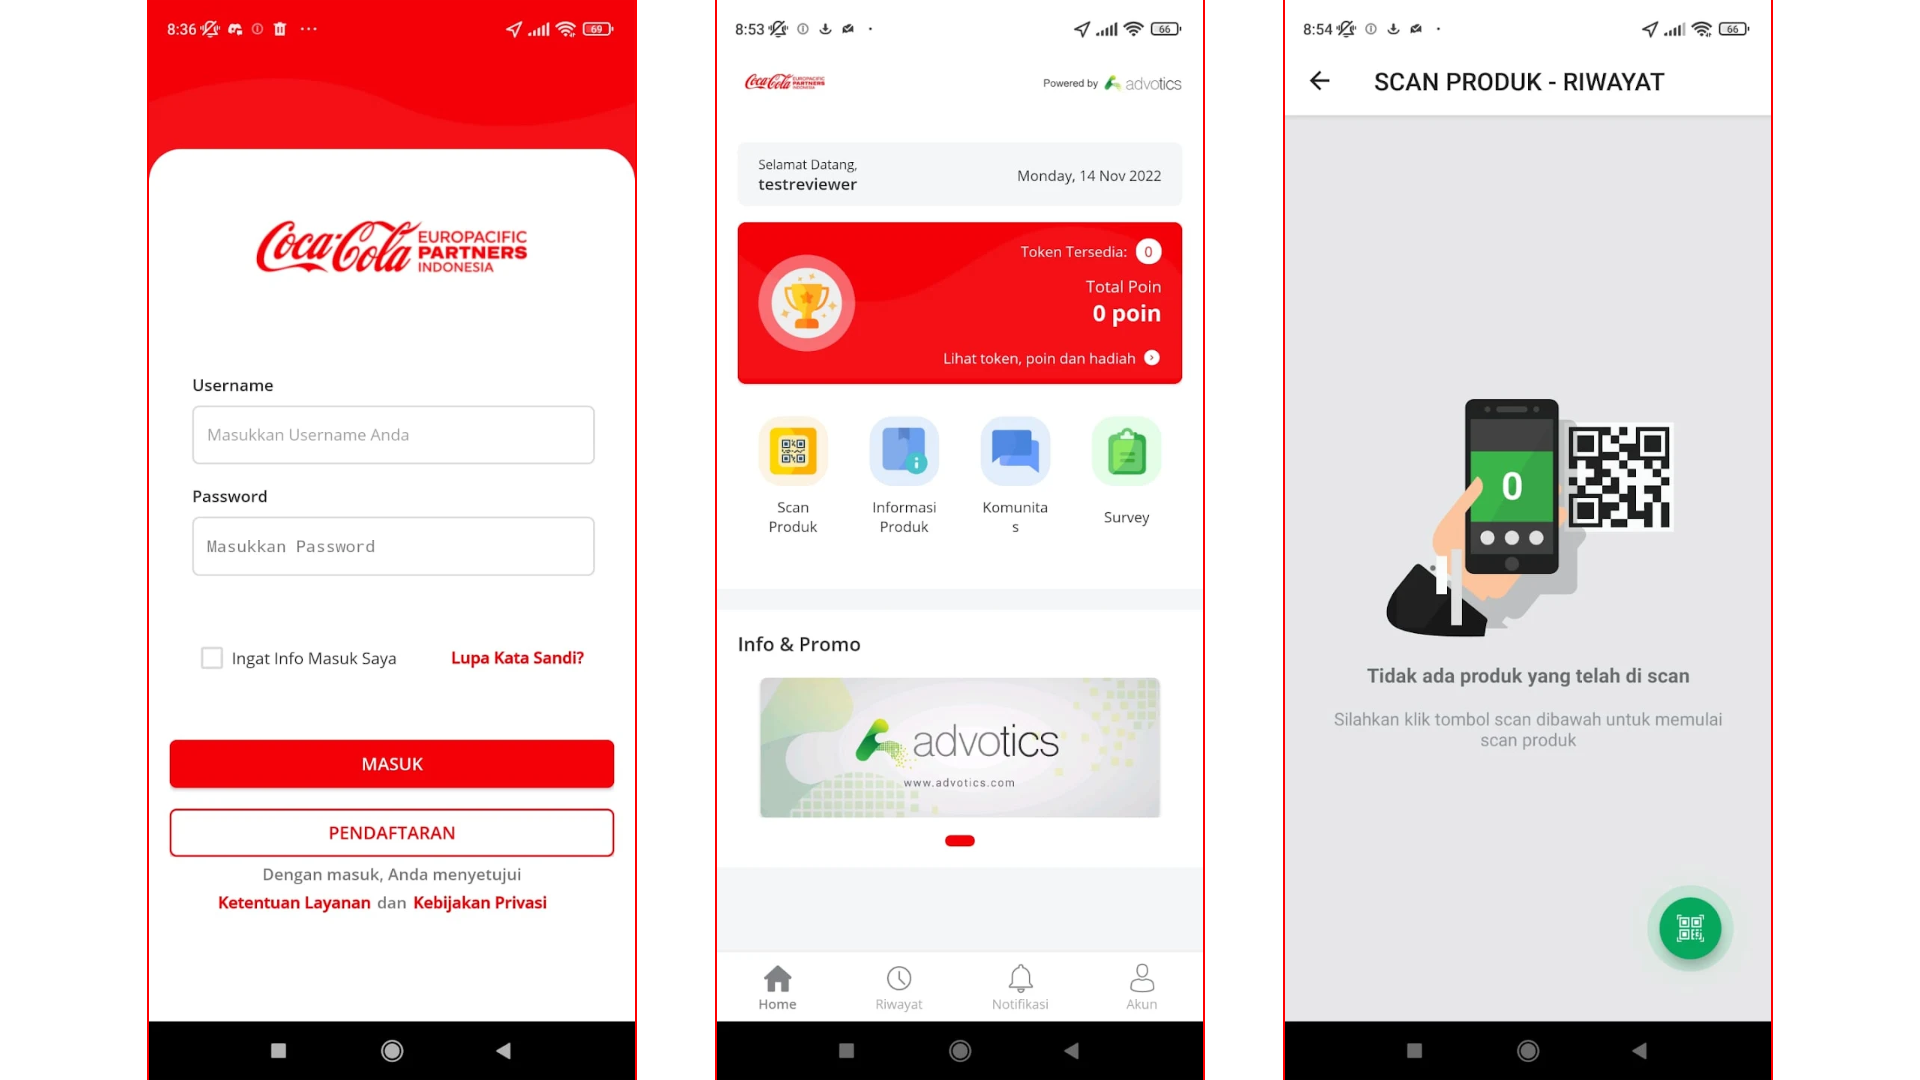 8:36
69
Coca-Cola EUROPACIFIC
PARTNERS
INDONESIA
Username
Masukkan Username Anda
Password
Masukkan Password
Ingat Info Masuk Saya
Lupa Kata Sandi?
MASUK
PENDAFTARAN
Dengan masuk, Anda menyetujui
Ketentuan Layanan dan Kebijakan Privasi
8:53
66
Coca-Cola EUROPACIFIC
PARTNERS
INDONESIA
Powered by advotics
Selamat Datang,
testreviewer
Monday, 14 Nov 2022
Token Tersedia: 0
Total Poin
0 poin
Lihat token, poin dan hadiah
Scan
Produk
Informasi
Produk
Komunita
s
Survey
Info & Promo
advotics
www.advotics.com
Home
Riwayat
Notifikasi
Akun
8:54
66
SCAN PRODUK - RIWAYAT
0
Tidak ada produk yang telah di scan
Silahkan klik tombol scan dibawah untuk memulai
scan produk